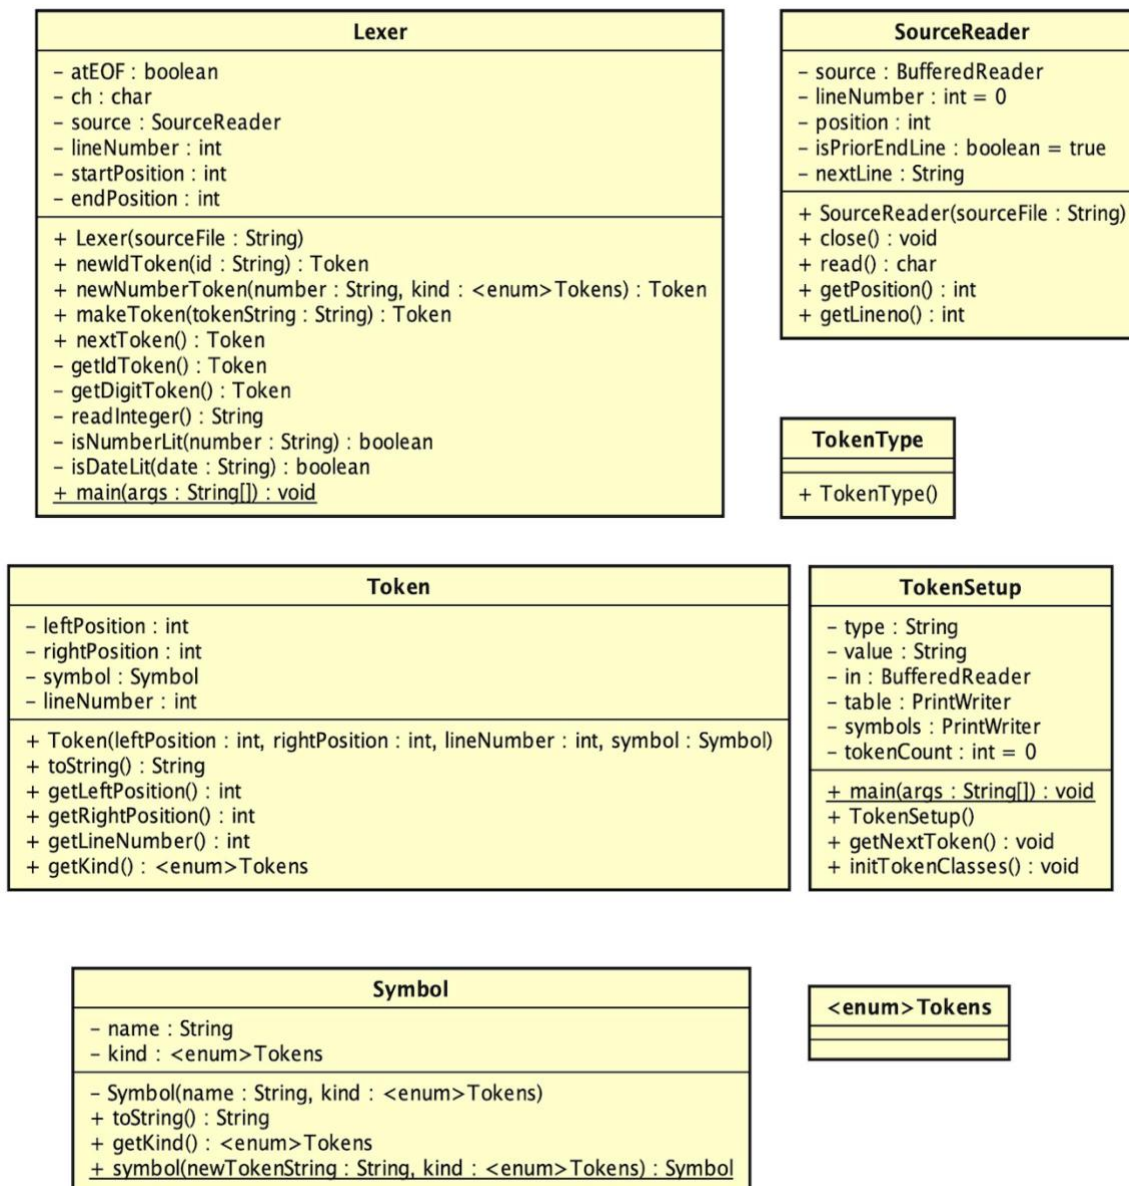 Lexer
- atEOF : boolean
- ch : char
- source : SourceReader
- lineNumber : int
- startPosition : int
- endPosition : int
+ Lexer(sourceFile : String)
+ newIdToken(id : String) : Token
+ newNumberToken(number : String, kind : <enum>Tokens) : Token
+ makeToken(tokenString : String) : Token
+ nextToken() : Token
- getIdToken() : Token
- getDigitToken() : Token
- readInteger() : String
- isNumberLit(number : String) : boolean
- isDateLit(date : String) : boolean
+ main(args : String[]) : void
SourceReader
- source : BufferedReader
- lineNumber : int = 0
- position : int
- isPriorEndLine : boolean = true
- nextLine : String
+ SourceReader(sourceFile : String)
+ close() : void
+ read() : char
+ getPosition() : int
+ getLineno() : int
TokenType
+ TokenType()
Token
- leftPosition : int
- rightPosition : int
- symbol : Symbol
- lineNumber : int
+ Token(leftPosition : int, rightPosition : int, lineNumber : int, symbol : Symbol)
+ toString() : String
+ getLeftPosition() : int
+ getRightPosition() : int
+ getLineNumber() : int
+ getKind() : <enum>Tokens
TokenSetup
- type : String
- value : String
- in : BufferedReader
- table : PrintWriter
- symbols : PrintWriter
- tokenCount : int = 0
+ main(args : String[]) : void
+ TokenSetup()
+ getNextToken() : void
+ initTokenClasses() : void
Symbol
- name : String
- kind : <enum>Tokens
- Symbol(name : String, kind : <enum>Tokens)
+ toString() : String
+ getKind() : <enum>Tokens
+ symbol(newTokenString : String, kind : <enum>Tokens) : Symbol
<enum>Tokens